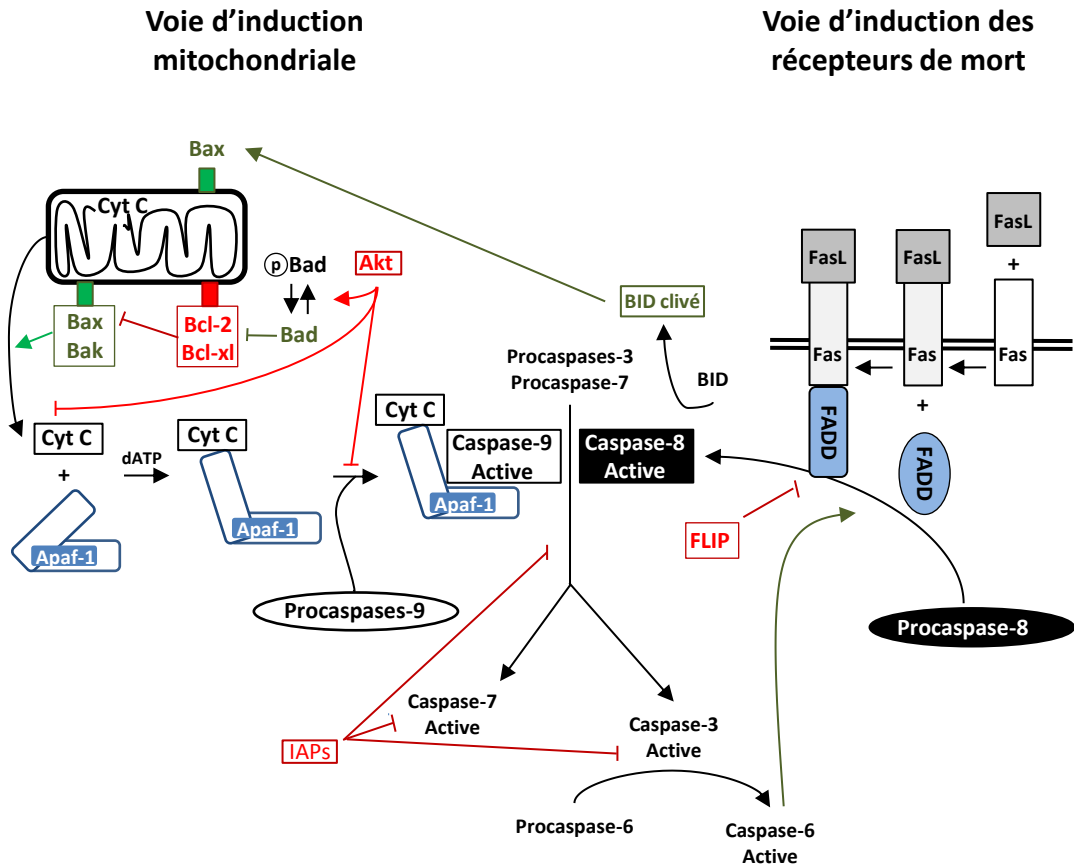 Voie d'induction
mitochondriale
Voie d'induction des
récepteurs de mort
Bax
Cyt C
FasL
FasL
FasL
+
p Bad
Akt
BID clivé
Bax
Bak
Bcl-2
Bcl-xl
Bad
Procaspases-3
Procaspase-7
BID
Fas
Fas
Fas
+
FADD
FADD
Cyt C
+
Apaf-1
dATP
Cyt C
Apaf-1
Cyt C
Apaf-1
Caspase-9
Active
Caspase-8
Active
FLIP
Procaspases-9
Procaspase-8
Caspase-7
Active
Caspase-3
Active
IAPs
Procaspase-6
Caspase-6
Active